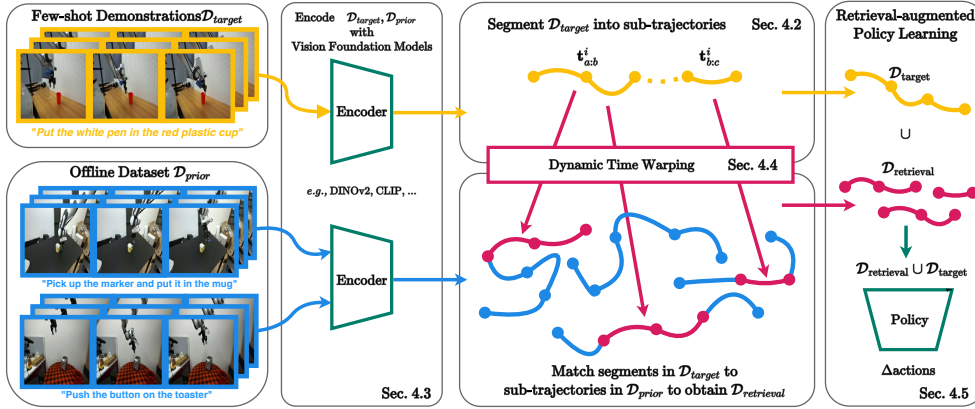 Few-shot Demonstrations𝒟target
"Put the white pen in the red plastic cup"
Offline Dataset 𝒟prior
"Pick up the marker and put it in the mug"
"Push the button on the toaster"
Encode 𝒟target, 𝒟prior
with
Vision Foundation Models
Encoder
e.g., DINOv2, CLIP, ...
Encoder
Sec. 4.3
Segment 𝒟target into sub-trajectories
Sec. 4.2
t^i_{a:b}
t^i_{b:c}
Dynamic Time Warping
Sec. 4.4
Match segments in 𝒟target to
sub-trajectories in 𝒟prior to obtain 𝒟retrieval
Retrieval-augmented
Policy Learning
𝒟target
∪
𝒟retrieval
𝒟retrieval ∪ 𝒟target
Policy
Δactions
Sec. 4.5